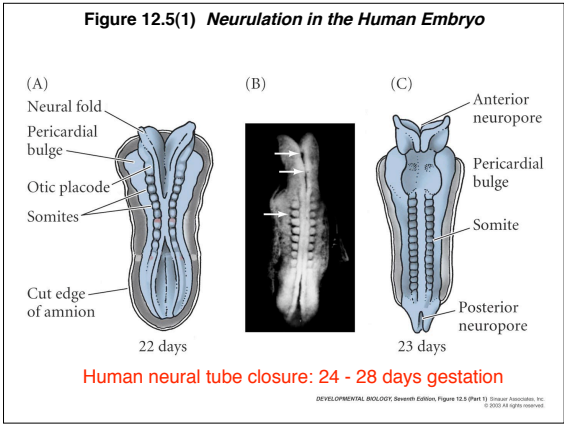 Figure 12.5(1) Neurulation in the Human Embryo
(A)
Neural fold
Pericardial
bulge
Otic placode
Somites
Cut edge
of amnion
22 days
(B)
(C)
Anterior
neuropore
Pericardial
bulge
Somite
Posterior
neuropore
23 days
Human neural tube closure: 24 - 28 days gestation
DEVELOPMENTAL BIOLOGY, Seventh Edition, Figure 12.5 (Part 1) Sinauer Associates, Inc.
© 2003 All rights reserved.